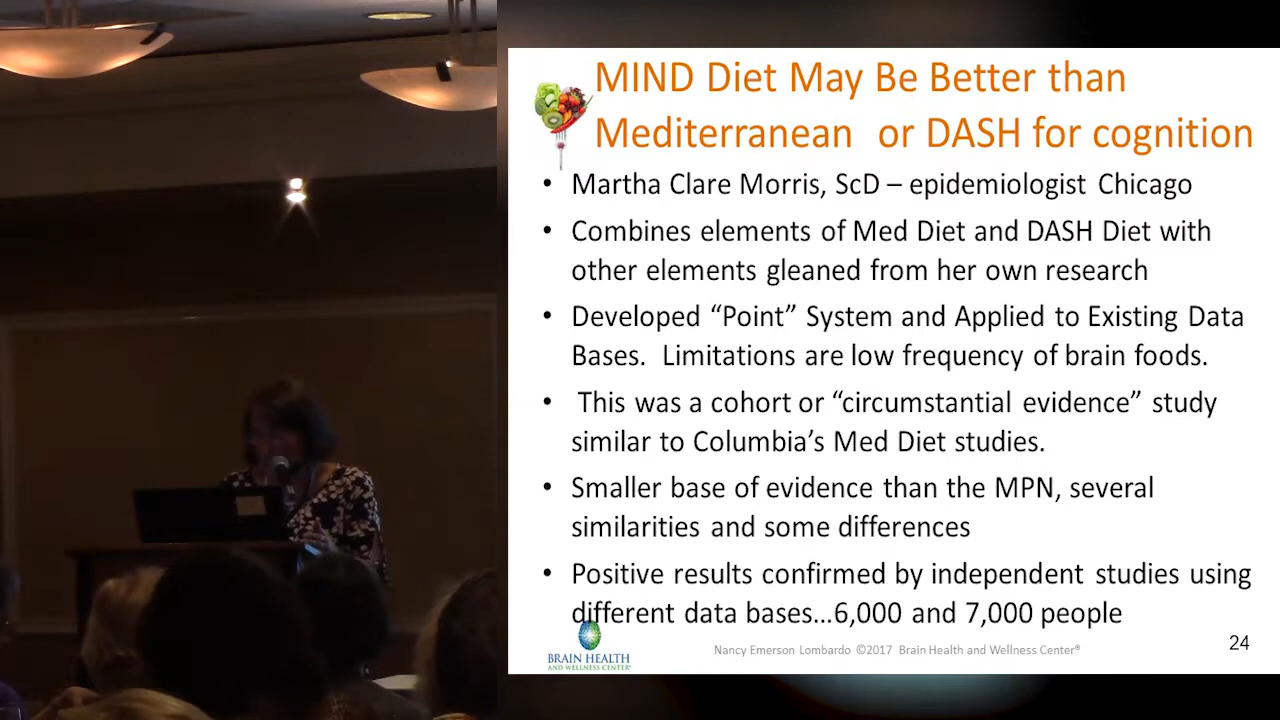 MIND Diet May Be Better than
Mediterranean or DASH for cognition
• Martha Clare Morris, ScD – epidemiologist Chicago
• Combines elements of Med Diet and DASH Diet with
other elements gleaned from her own research
• Developed “Point” System and Applied to Existing Data
Bases. Limitations are low frequency of brain foods.
• This was a cohort or “circumstantial evidence” study
similar to Columbia’s Med Diet studies.
• Smaller base of evidence than the MPN, several
similarities and some differences
• Positive results confirmed by independent studies using
different data bases…6,000 and 7,000 people
BRAIN HEALTH
AND WELLNESS CENTER®
Nancy Emerson Lombardo ©2017 Brain Health and Wellness Center®
24